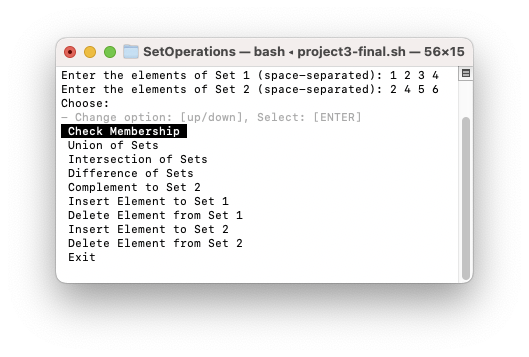 SetOperations — bash ◂ project3-final.sh — 56×15
Enter the elements of Set 1 (space-separated): 1 2 3 4
Enter the elements of Set 2 (space-separated): 2 4 5 6
Choose:
– Change option: [up/down], Select: [ENTER]
Check Membership
Union of Sets
Intersection of Sets
Difference of Sets
Complement to Set 2
Insert Element to Set 1
Delete Element from Set 1
Insert Element to Set 2
Delete Element from Set 2
Exit